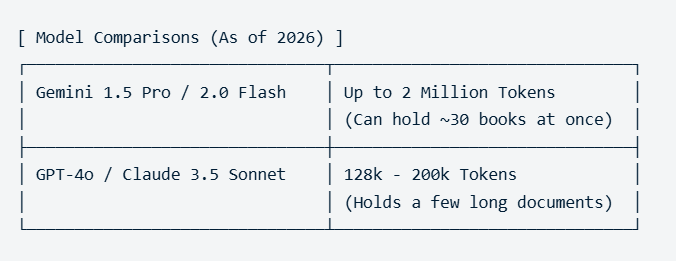 [ Model Comparisons (As of 2026) ]
Gemini 1.5 Pro / 2.0 Flash
Up to 2 Million Tokens
(Can hold ~30 books at once)
GPT-4o / Claude 3.5 Sonnet
128k - 200k Tokens
(Holds a few long documents)